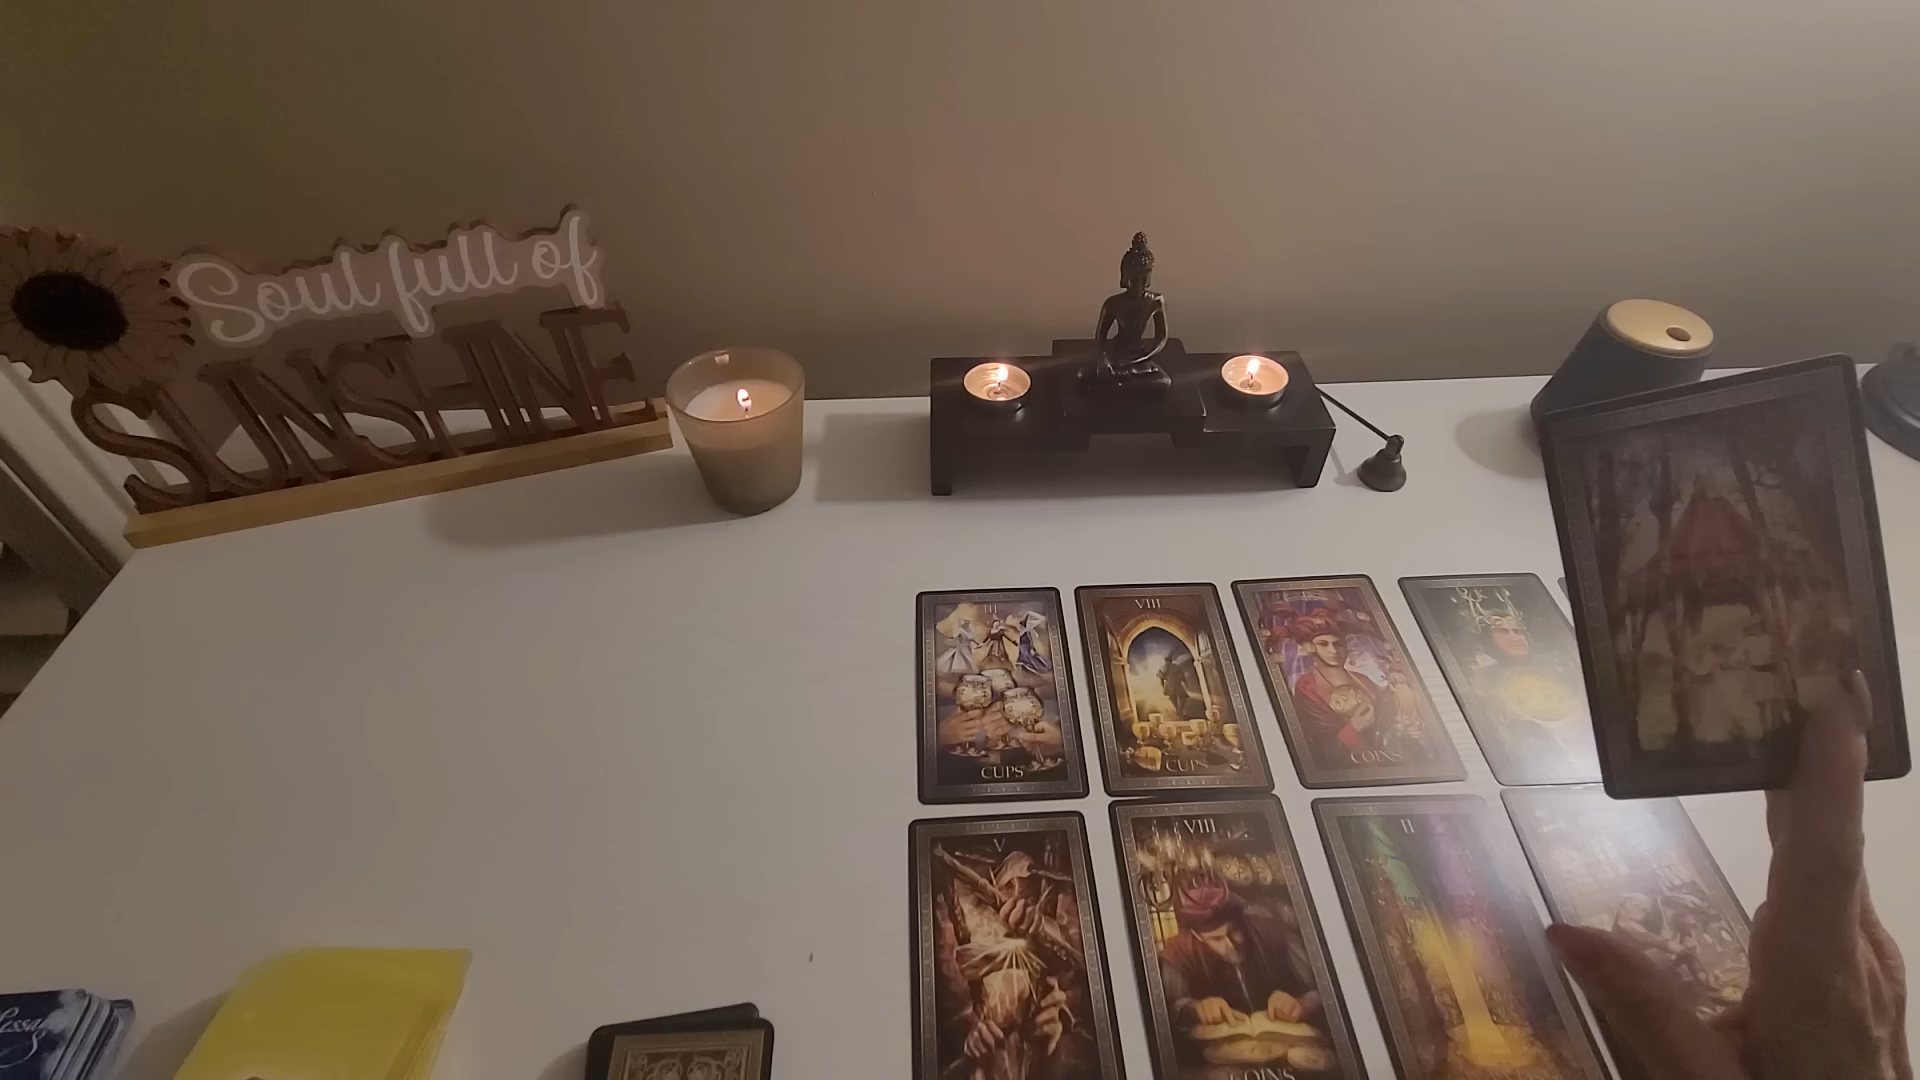 Soul full of
SUNSHINE
III
CUPS
VIII
CUPS
COINS
V
VIII
COINS
II